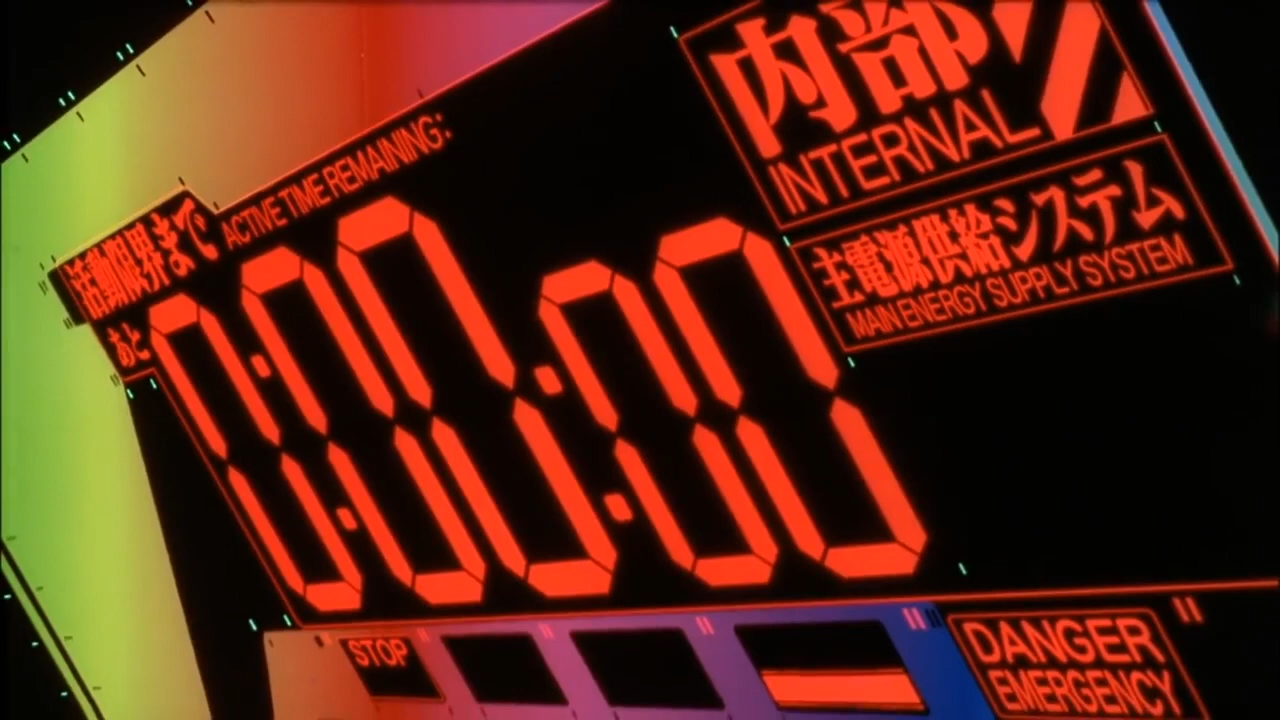 内部
INTERNAL
主電源供給システム
MAIN ENERGY SUPPLY SYSTEM
活動限界まで
ACTIVE TIME REMAINING:
あと
0:00:00
STOP
DANGER
EMERGENCY